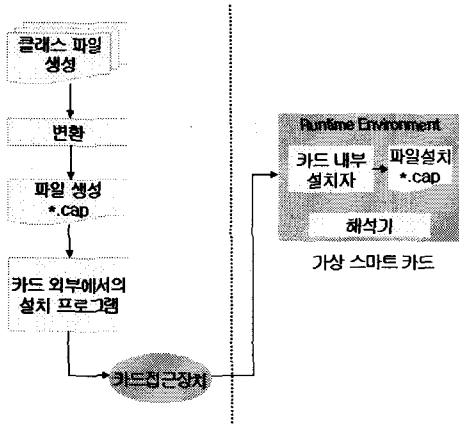 클래스 파일
생성
변환
파일 생성
*.cap
카드 외부에서의
설치 프로그램
카드접근장치
Runtime Environment
카드 내부
설치자
파일설치
*.cap
해석기
가상 스마트 카드